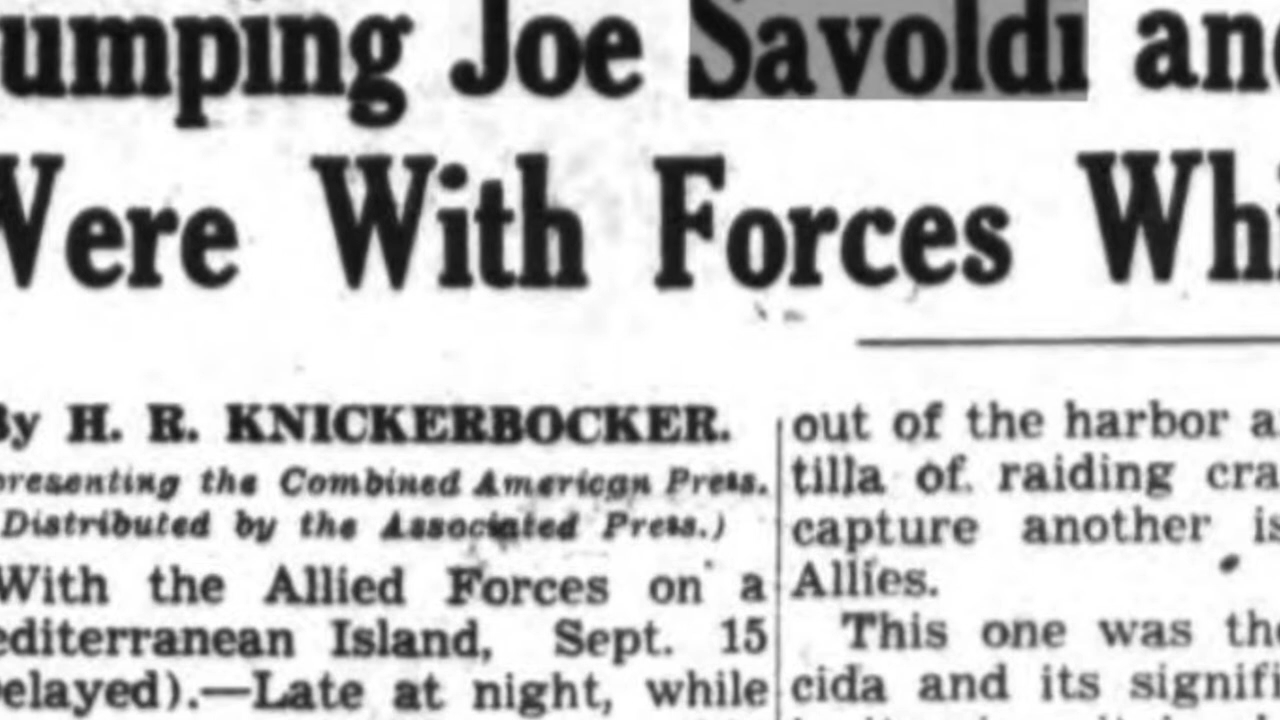 umping Joe Savoldi and
Were With Forces Whi
By H. R. KNICKERBOCKER.
presenting the Combined American Press.
Distributed by the Associated Press.)
With the Allied Forces on a
editerranean Island, Sept. 15
elayed).—Late at night, while
out of the harbor a
tilla of raiding cra
capture another is
Allies.
This one was the
cida and its signifi